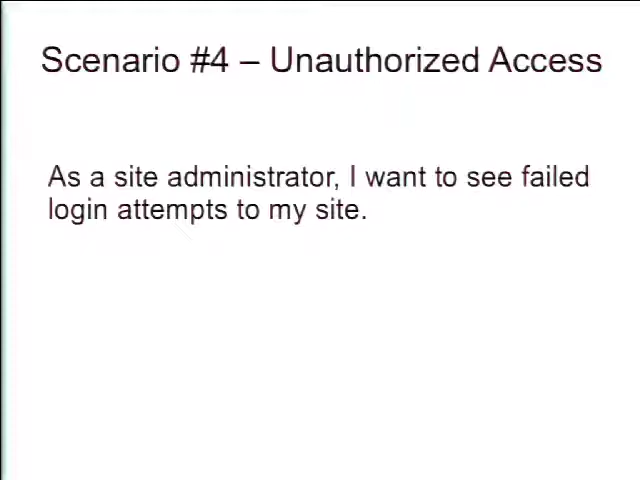 Scenario #4 – Unauthorized Access
As a site administrator, I want to see failed
login attempts to my site.